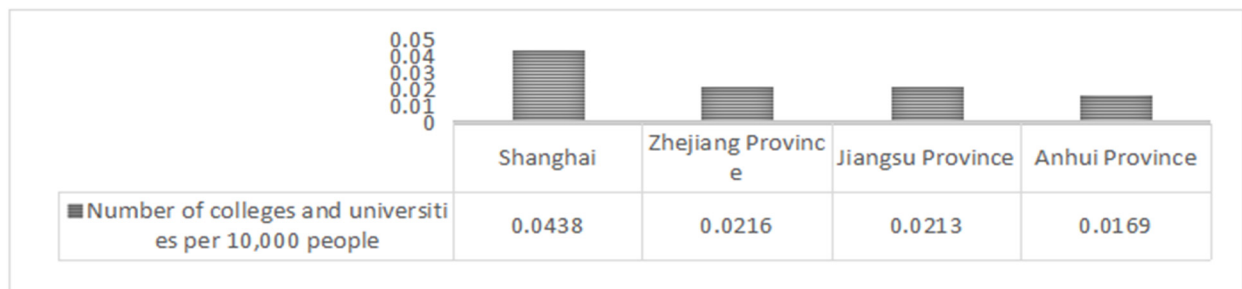 0.05
0.04
0.03
0.02
0.01
0
Shanghai
Zhejiang Provinc
e
Jiangsu Province
Anhui Province
Number of colleges and universiti
es per 10,000 people
0.0438
0.0216
0.0213
0.0169